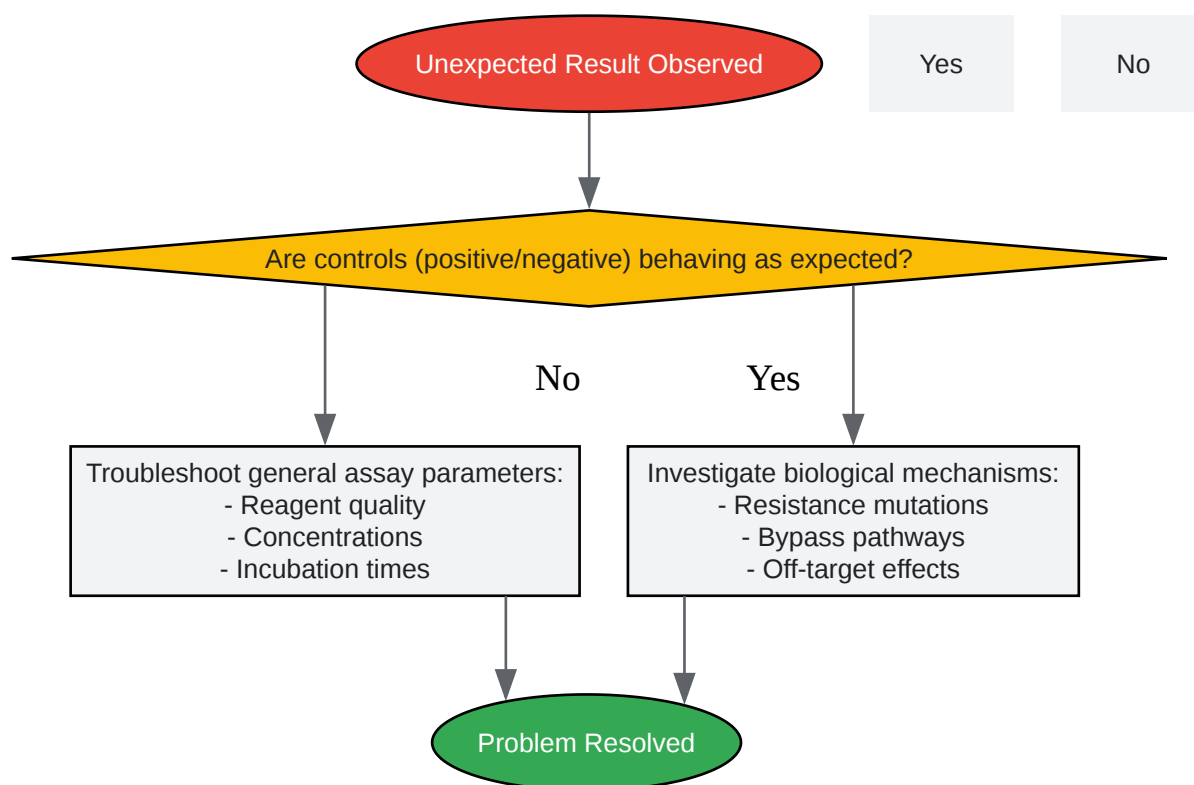 Unexpected Result Observed
Yes
No
Are controls (positive/negative) behaving as expected?
No
Yes
Troubleshoot general assay parameters:
- Reagent quality
- Concentrations
- Incubation times
Investigate biological mechanisms:
- Resistance mutations
- Bypass pathways
- Off-target effects
Problem Resolved